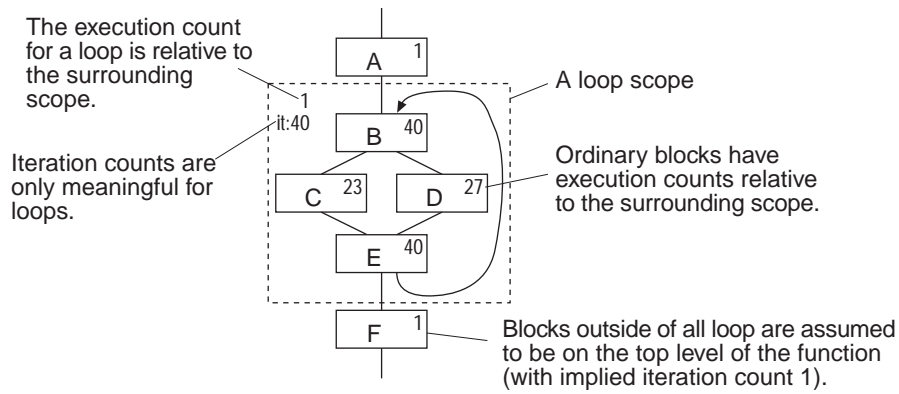 The execution count
for a loop is relative to
the surrounding
scope.
A 1
A loop scope
1
it:40
B 40
Iteration counts are
only meaningful for
loops.
C 23
D 27
Ordinary blocks have
execution counts relative
to the surrounding scope.
E 40
F 1
Blocks outside of all loop are assumed
to be on the top level of the function
(with implied iteration count 1).